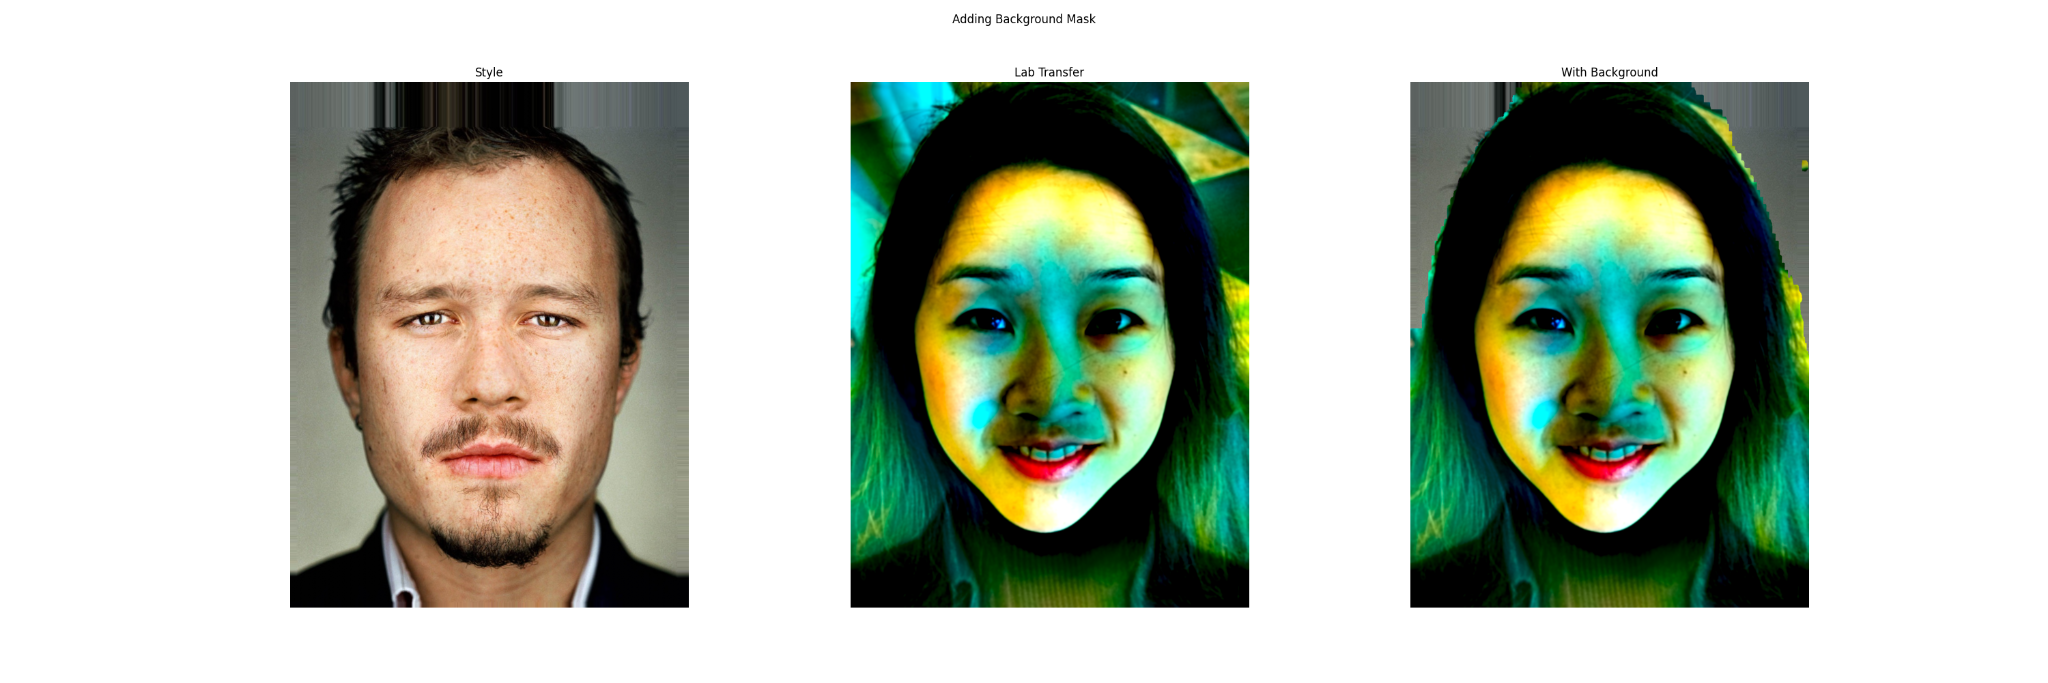 Adding Background Mask
Style
Lab Transfer
With Background